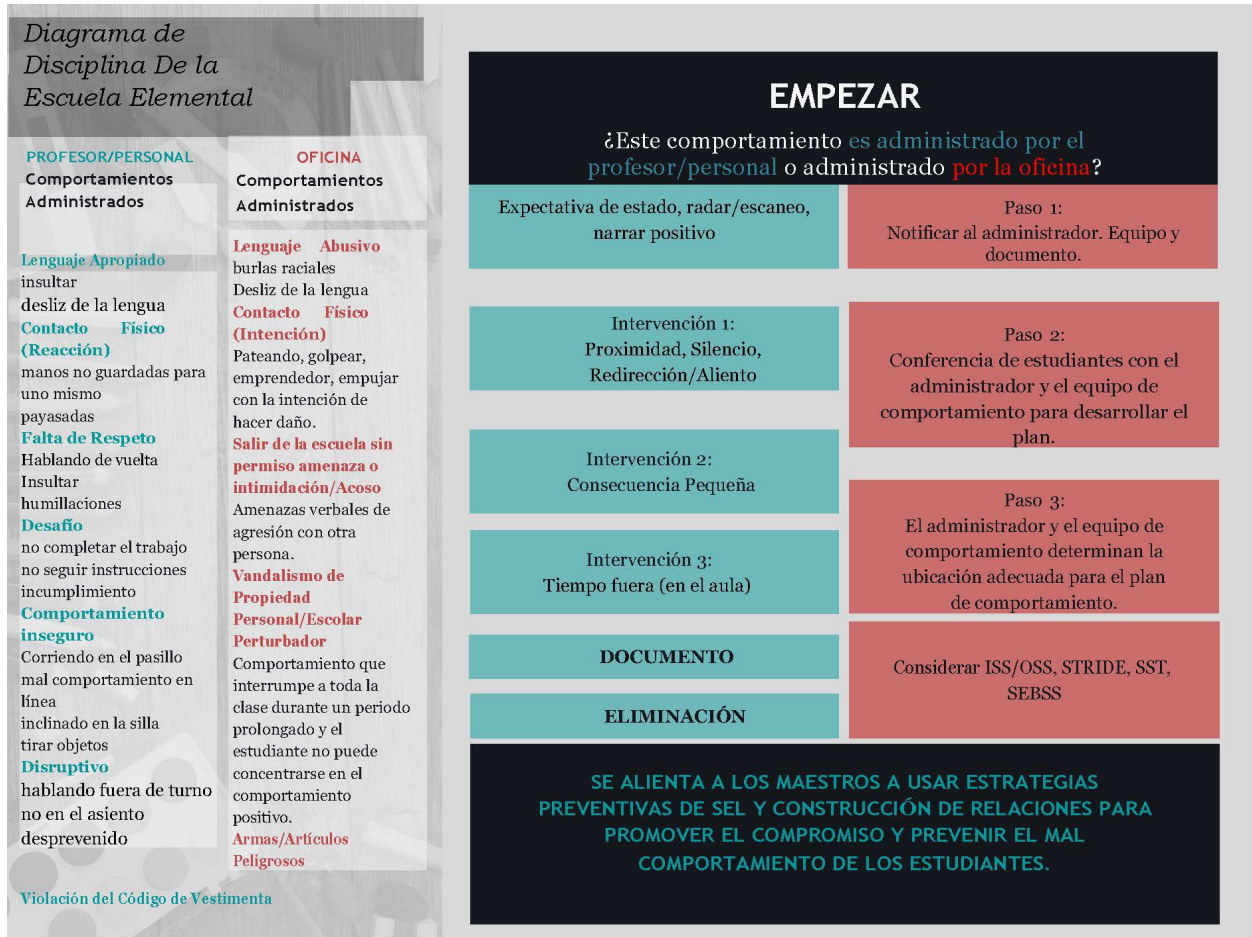 Diagrama de
Disciplina De la
Escuela Elemental
PROFESOR/PERSONAL
Comportamientos
Administrados
Lenguaje Apropiado
insultar
desliz de la lengua
Contacto Físico
(Reacción)
manos no guardadas para
uno mismo
payasadas
Falta de Respeto
Hablando de vuelta
Insultar
humillaciones
Desafío
no completar el trabajo
no seguir instrucciones
incumplimiento
Comportamiento
inseguro
Corriendo en el pasillo
mal comportamiento en
línea
inclinado en la silla
tirar objetos
Disruptivo
hablando fuera de turno
no en el asiento
desprevenido
Violación del Código de Vestimenta
OFICINA
Comportamientos
Administrados
Lenguaje Abusivo
burlas raciales
Desliz de la lengua
Contacto Físico
(Intención)
Pateando, golpear,
emprendedor, empujar
con la intención de
hacer daño.
Salir de la escuela sin
permiso amenaza o
intimidación/Acoso
Amenazas verbales de
agresión con otra
persona.
Vandalismo de
Propiedad
Personal/Escolar
Perturbador
Comportamiento que
interrumpe a toda la
clase durante un periodo
prolongado y el
estudiante no puede
concentrarse en el
comportamiento
positivo.
Armas/Artículos
Peligrosos
EMPEZAR
¿Este comportamiento es administrado por el
profesor/personal o administrado por la oficina?
Expectativa de estado, radar/escaneo,
narrar positivo
Intervención 1:
Proximidad, Silencio,
Redirección/Aliento
Intervención 2:
Consecuencia Pequeña
Intervención 3:
Tiempo fuera (en el aula)
DOCUMENTO
ELIMINACIÓN
Paso 1:
Notificar al administrador. Equipo y
documento.
Paso 2:
Conferencia de estudiantes con el
administrador y el equipo de
comportamiento para desarrollar el
plan.
Paso 3:
El administrador y el equipo de
comportamiento determinan la
ubicación adecuada para el plan
de comportamiento.
Considerar ISS/OSS, STRIDE, SST,
SEBSS
SE ALIENTA A LOS MAESTROS A USAR ESTRATEGIAS
PREVENTIVAS DE SEL Y CONSTRUCCIÓN DE RELACIONES PARA
PROMOVER EL COMPROMISO Y PREVENIR EL MAL
COMPORTAMIENTO DE LOS ESTUDIANTES.